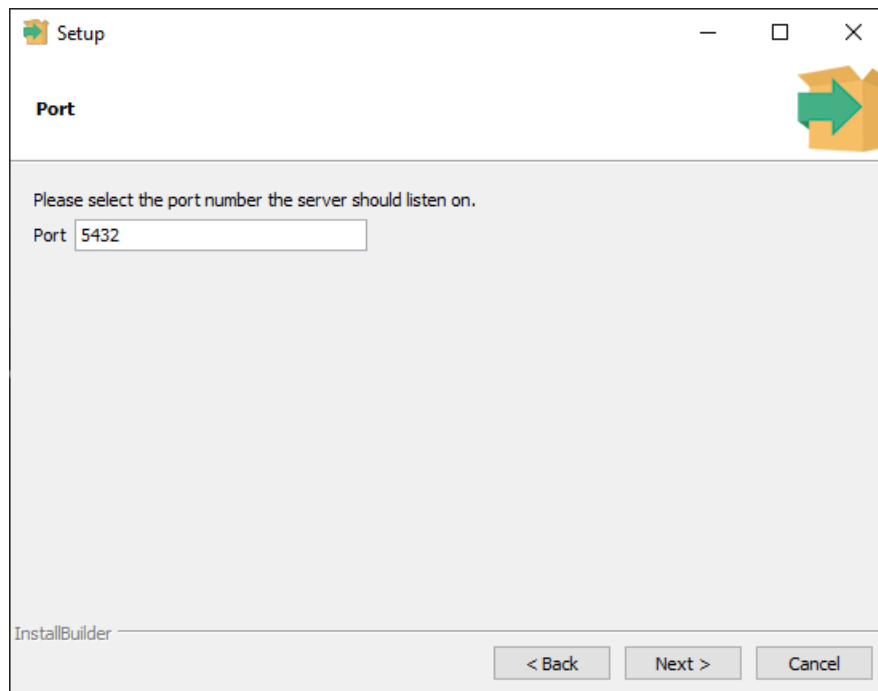 Setup
Port
Please select the port number the server should listen on.
Port 5432
InstallBuilder
< Back Next > Cancel